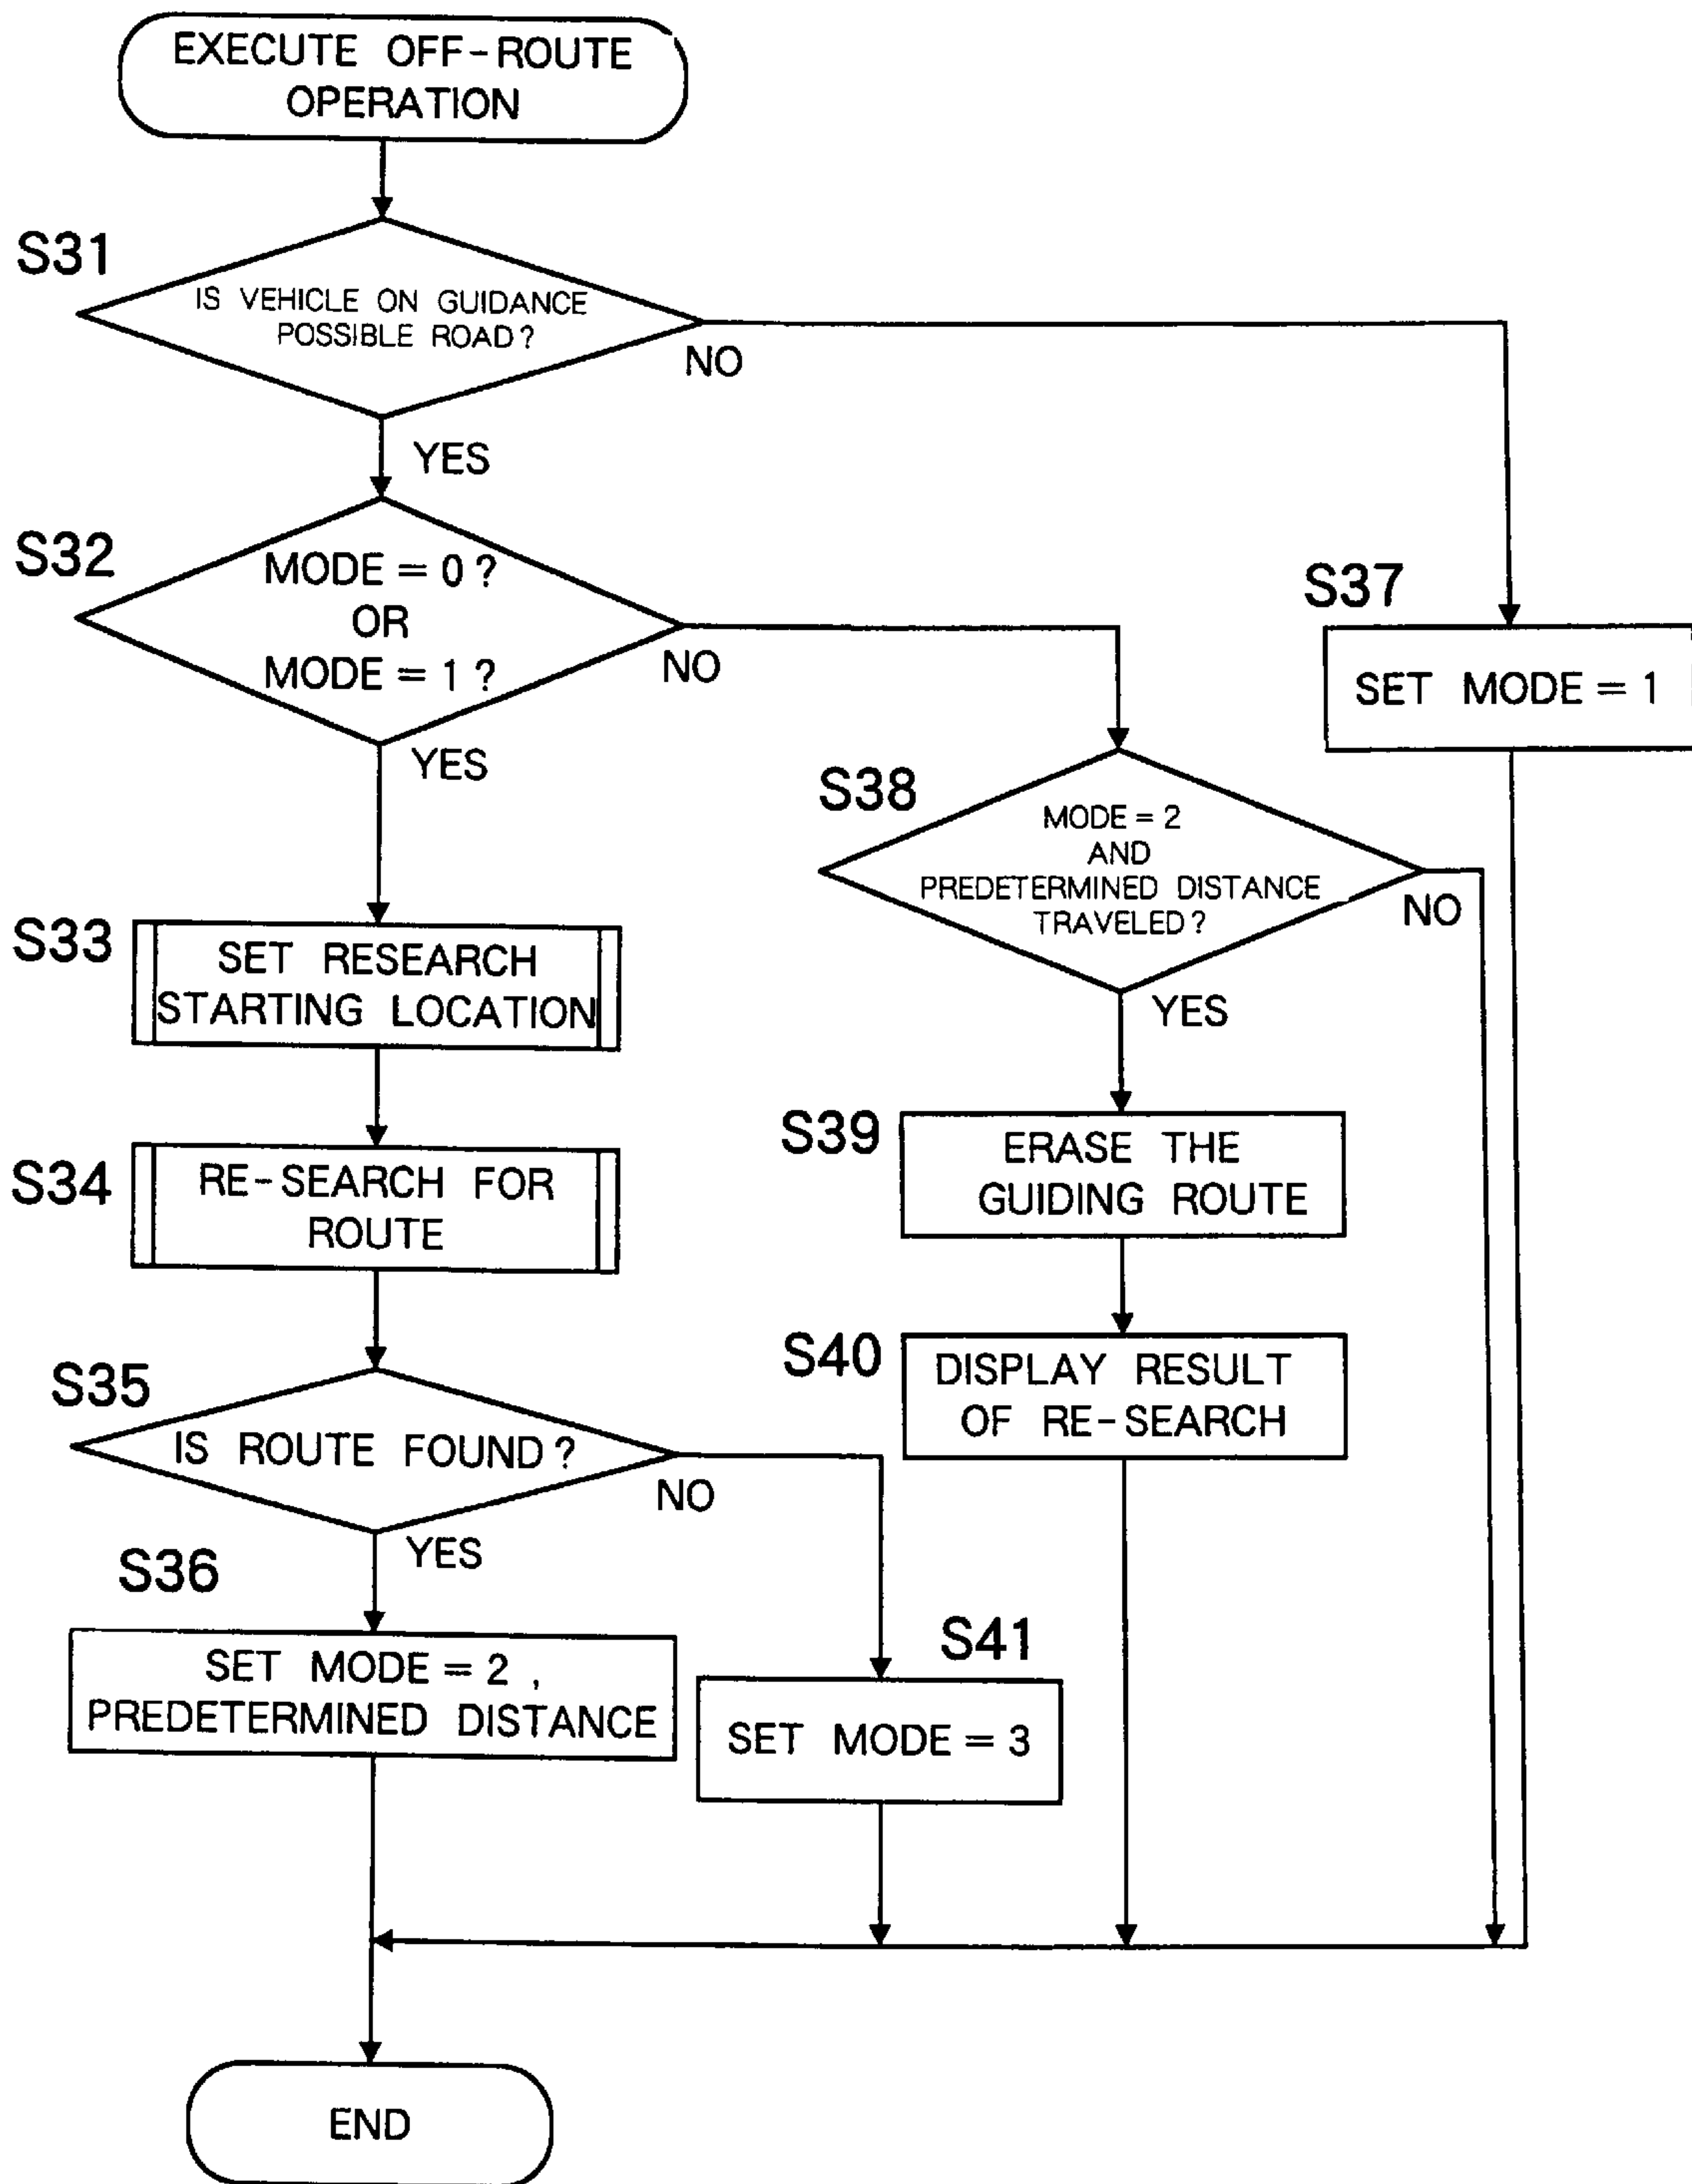 EXECUTE OFF-ROUTE
OPERATION
S31
IS VEHICLE ON GUIDANCE
POSSIBLE ROAD?
NO
YES
S32
MODE = 0 ?
OR
MODE = 1 ?
NO
YES
S37
SET MODE = 1
S38
MODE = 2
AND
PREDETERMINED DISTANCE
TRAVELED ?
NO
YES
S33
SET RESEARCH
STARTING LOCATION
S34
RE-SEARCH FOR
ROUTE
S39
ERASE THE
GUIDING ROUTE
S40
DISPLAY RESULT
OF RE-SEARCH
S35
IS ROUTE FOUND ?
NO
YES
S36
SET MODE = 2 ,
PREDETERMINED DISTANCE
S41
SET MODE = 3
END